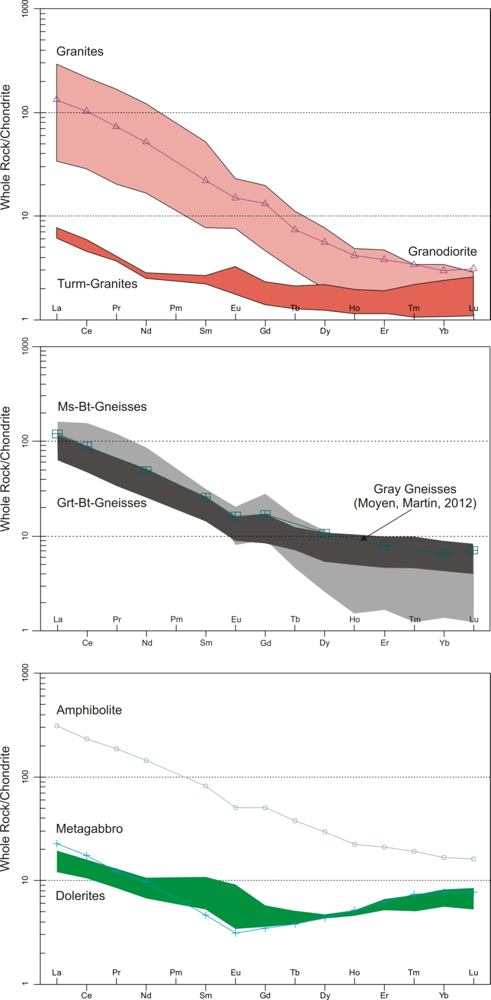 1000
Granites
100
Whole Rock/Chondrite
10
Granodiorite
Turm-Granites
La Pr Pm Eu Tb Ho Tm Lu
1
Ce Nd Sm Gd Dy Er Yb
1000
Ms-Bt-Gneisses
100
Whole Rock/Chondrite
Gray Gneisses
(Moyen, Martin, 2012)
Grt-Bt-Gneisses
10
La Pr Pm Eu Tb Ho Tm Lu
1
Ce Nd Sm Gd Dy Er Yb
1000
Amphibolite
100
Whole Rock/Chondrite
Metagabbro
10
Dolerites
La Pr Pm Eu Tb Ho Tm Lu
1
Ce Nd Sm Gd Dy Er Yb